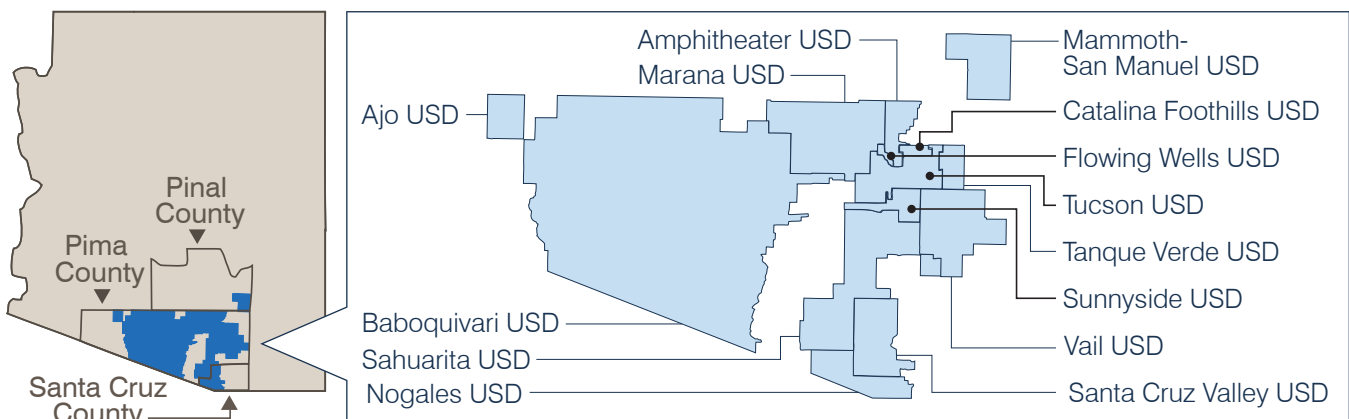 Pinal
County
Pima
County
Santa Cruz
County
Amphitheater USD
Marana USD
Ajo USD
Baboquivari USD
Sahuarita USD
Nogales USD
Mammoth-
San Manuel USD
Catalina Foothills USD
Flowing Wells USD
Tucson USD
Tanque Verde USD
Sunnyside USD
Vail USD
Santa Cruz Valley USD